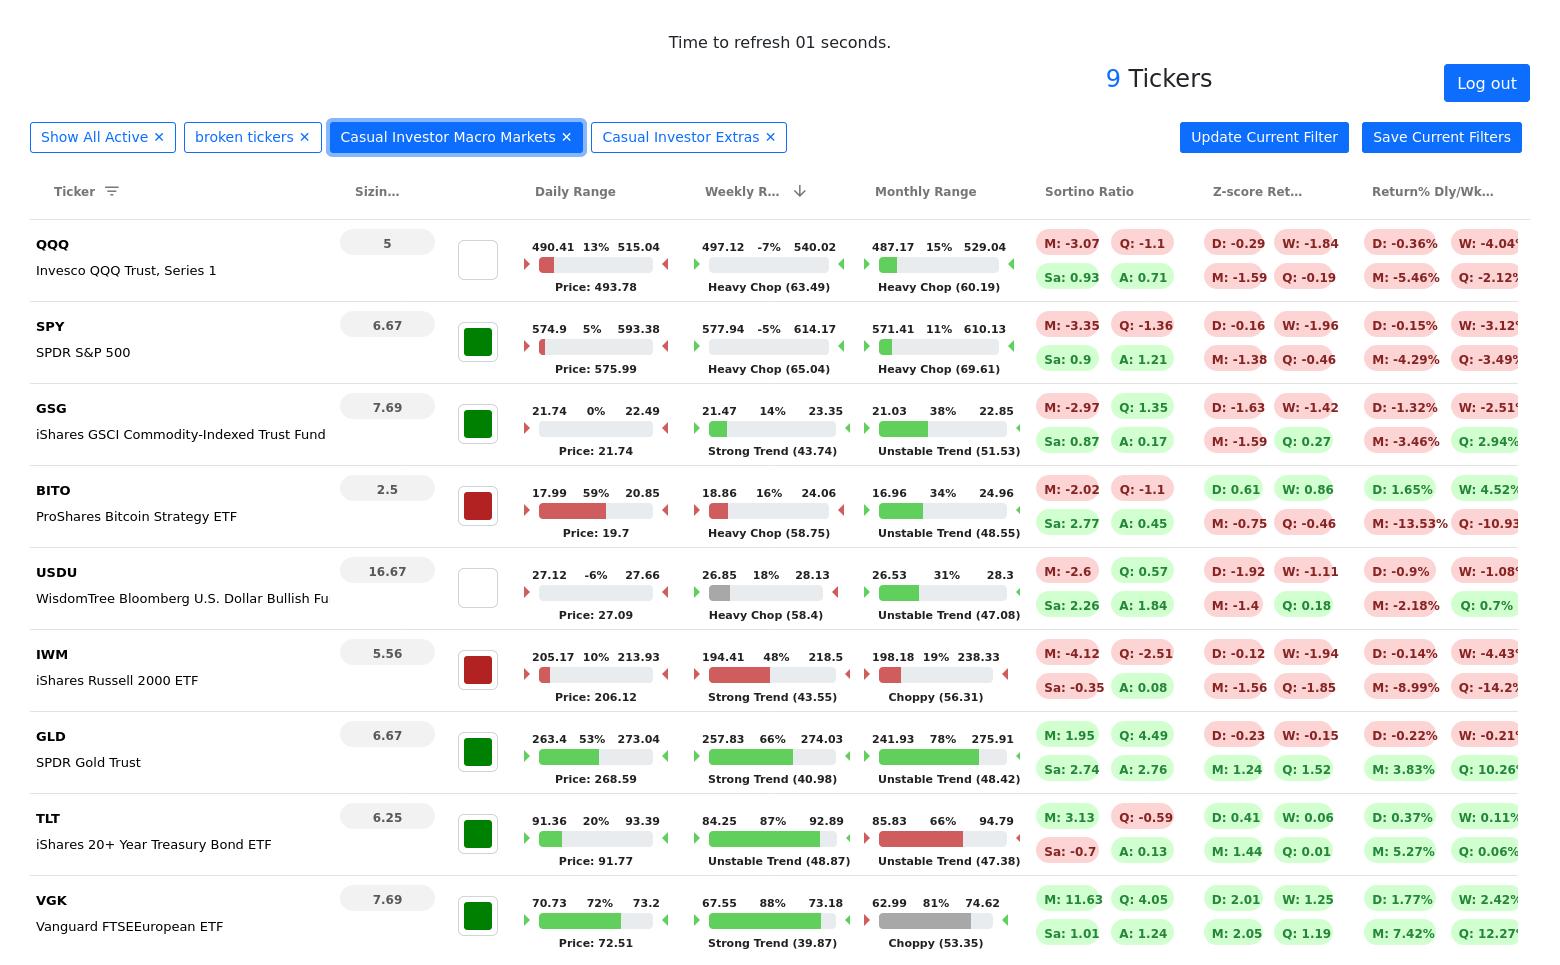 Time to refresh 01 seconds.
9 Tickers
Log out
Show All Active ✕ broken tickers ✕ Casual Investor Macro Markets ✕ Casual Investor Extras ✕ Update Current Filter Save Current Filters
Ticker Sizin... Daily Range Weekly R... Monthly Range Sortino Ratio Z-score Ret... Return% Dly/Wk...
QQQ 5 490.41 13% 515.04 497.12 -7% 540.02 487.17 15% 529.04 M: -3.07 Q: -1.1 D: -0.29 W: -1.84 D: -0.36% W: -4.04%
Invesco QQQ Trust, Series 1 Price: 493.78 Heavy Chop (63.49) Heavy Chop (60.19) Sa: 0.93 A: 0.71 M: -1.59 Q: -0.19 M: -5.46% Q: -2.12%
SPY 6.67 574.9 5% 593.38 577.94 -5% 614.17 571.41 11% 610.13 M: -3.35 Q: -1.36 D: -0.16 W: -1.96 D: -0.15% W: -3.12%
SPDR S&P 500 Price: 575.99 Heavy Chop (65.04) Heavy Chop (69.61) Sa: 0.9 A: 1.21 M: -1.38 Q: -0.46 M: -4.29% Q: -3.49%
GSG 7.69 21.74 0% 22.49 21.47 14% 23.35 21.03 38% 22.85 M: -2.97 Q: 1.35 D: -1.63 W: -1.42 D: -1.32% W: -2.51%
iShares GSCI Commodity-Indexed Trust Fund Price: 21.74 Strong Trend (43.74) Unstable Trend (51.53) Sa: 0.87 A: 0.17 M: -1.59 Q: 0.27 M: -3.46% Q: 2.94%
BITO 2.5 17.99 59% 20.85 18.86 16% 24.06 16.96 34% 24.96 M: -2.02 Q: -1.1 D: 0.61 W: 0.86 D: 1.65% W: 4.52%
ProShares Bitcoin Strategy ETF Price: 19.7 Heavy Chop (58.75) Unstable Trend (48.55) Sa: 2.77 A: 0.45 M: -0.75 Q: -0.46 M: -13.53% Q: -10.93
USDU 16.67 27.12 -6% 27.66 26.85 18% 28.13 26.53 31% 28.3 M: -2.6 Q: 0.57 D: -1.92 W: -1.11 D: -0.9% W: -1.08%
WisdomTree Bloomberg U.S. Dollar Bullish Fu Price: 27.09 Heavy Chop (58.4) Unstable Trend (47.08) Sa: 2.26 A: 1.84 M: -1.4 Q: 0.18 M: -2.18% Q: 0.7%
IWM 5.56 205.17 10% 213.93 194.41 48% 218.5 198.18 19% 238.33 M: -4.12 Q: -2.51 D: -0.12 W: -1.94 D: -0.14% W: -4.43%
iShares Russell 2000 ETF Price: 206.12 Strong Trend (43.55) Choppy (56.31) Sa: -0.35 A: 0.08 M: -1.56 Q: -1.85 M: -8.99% Q: -14.2%
GLD 6.67 263.4 53% 273.04 257.83 66% 274.03 241.93 78% 275.91 M: 1.95 Q: 4.49 D: -0.23 W: -0.15 D: -0.22% W: -0.21%
SPDR Gold Trust Price: 268.59 Strong Trend (40.98) Unstable Trend (48.42) Sa: 2.74 A: 2.76 M: 1.24 Q: 1.52 M: 3.83% Q: 10.26%
TLT 6.25 91.36 20% 93.39 84.25 87% 92.89 85.83 66% 94.79 M: 3.13 Q: -0.59 D: 0.41 W: 0.06 D: 0.37% W: 0.11%
iShares 20+ Year Treasury Bond ETF Price: 91.77 Unstable Trend (48.87) Unstable Trend (47.38) Sa: -0.7 A: 0.13 M: 1.44 Q: 0.01 M: 5.27% Q: 0.06%
VGK 7.69 70.73 72% 73.2 67.55 88% 73.18 62.99 81% 74.62 M: 11.63 Q: 4.05 D: 2.01 W: 1.25 D: 1.77% W: 2.42%
Vanguard FTSEEuropean ETF Price: 72.51 Strong Trend (39.87) Choppy (53.35) Sa: 1.01 A: 1.24 M: 2.05 Q: 1.19 M: 7.42% Q: 12.27%